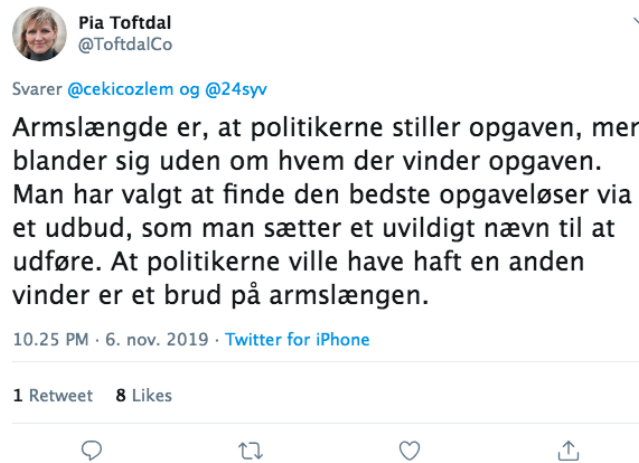 Pia Toftdal
@ToftdalCo
Svarer @cekicozlem og @24syv
Armslængde er, at politikerne stiller opgaven, mer
blander sig uden om hvem der vinder opgaven.
Man har valgt at finde den bedste opgaveløser via
et udbud, som man sætter et uvildigt nævn til at
udføre. At politikerne ville have haft en anden
vinder er et brud på armslængen.
10.25 PM · 6. nov. 2019 · Twitter for iPhone
1 Retweet 8 Likes